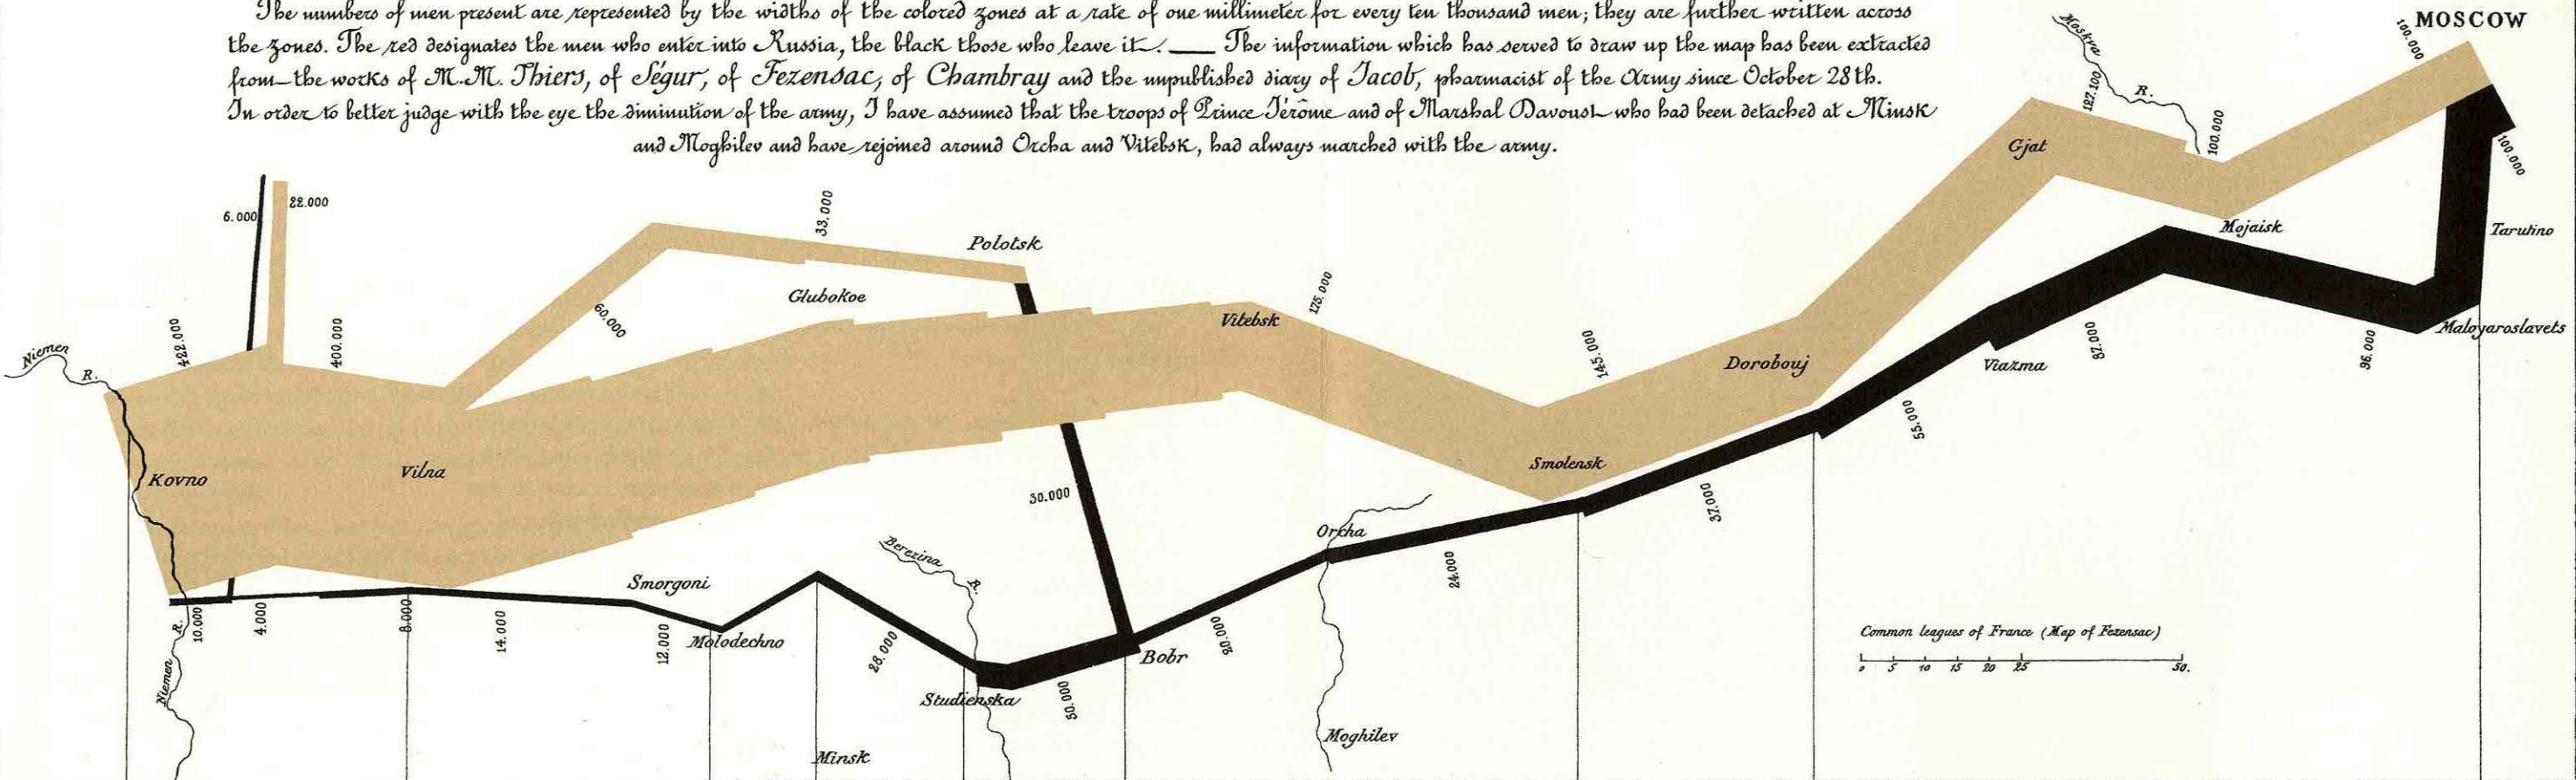 The numbers of men present are represented by the widths of the colored zones at a rate of one millimeter for every ten thousand men; they are further written across
the zones. The red designates the men who enter into Russia, the black those who leave it. — The information which has served to draw up the map has been extracted
from the works of M.M. Thiers, of Ségur, of Fezensac, of Chambray and the unpublished diary of Jacob, pharmacist of the Army since October 28th.
In order to better judge with the eye the diminution of the army, I have assumed that the troops of Prince Jérôme and of Marshal Davoust who had been detached at Minsk
and Moghilev and have rejoined around Orcha and Vitebsk, had always marched with the army.
MOSCOW
100.000
Moskva
R.
127.100
100.000
100.000
Gjat
Mojaisk
Tarutino
Maloyaroslavets
6.000
22.000
33.000
Polotsk
Glubokoe
60.000
422.000
400.000
Niemen
R.
Kovno
Vilna
Vitebsk
175.000
145.000
Smolensk
Dorobouj
Viazma
87.000
96.000
55.000
37.000
24.000
30.000
Orcha
Berezina
R.
Smorgoni
Molodechno
10.000
4.000
8.000
14.000
12.000
28.000
Studienska
50.000
Bobr
20.000
R.
Niemen
Minsk
Moghilev
Common leagues of France (Map of Fezensac)
0 5 10 15 20 25 50.